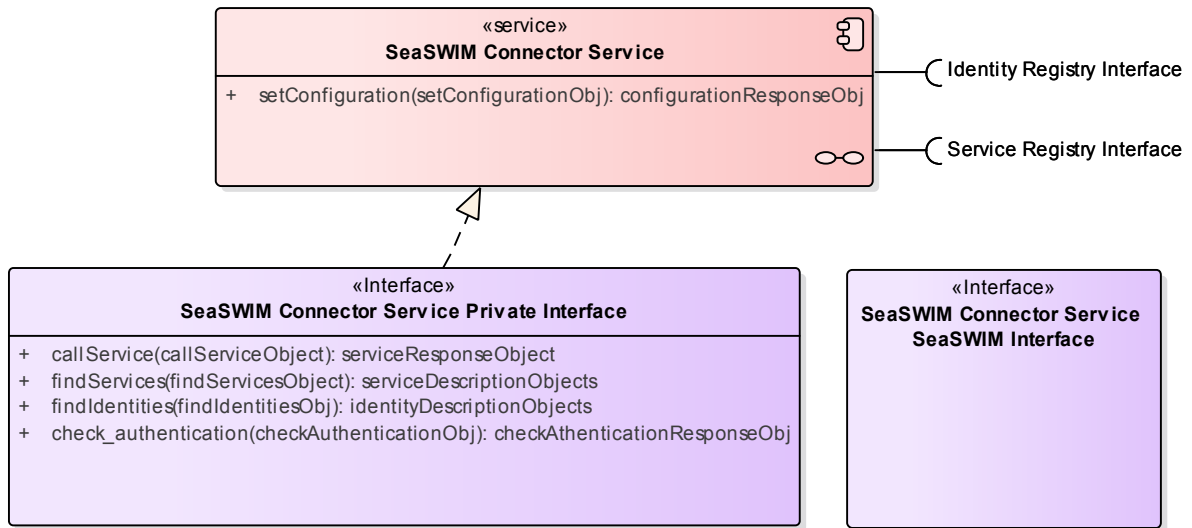 «service»
SeaSWIM Connector Service
+ setConfiguration(setConfigurationObj): configurationResponseObj
Identity Registry Interface
Service Registry Interface
«Interface»
SeaSWIM Connector Service Private Interface
+ callService(callServiceObject): serviceResponseObject
+ findServices(findServicesObject): serviceDescriptionObjects
+ findIdentities(findIdentitiesObj): identityDescriptionObjects
+ check_authentication(checkAuthenticationObj): checkAthenticationResponseObj
«Interface»
SeaSWIM Connector Service
SeaSWIM Interface